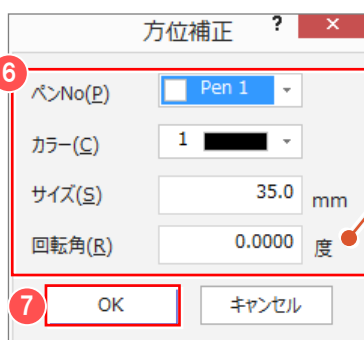 方位補正 ?
6
ペンNo(P) Pen 1
カラー(C) 1
サイズ(S) 35.0 mm
回転角(R) 0.0000 度
7 OK キャンセル